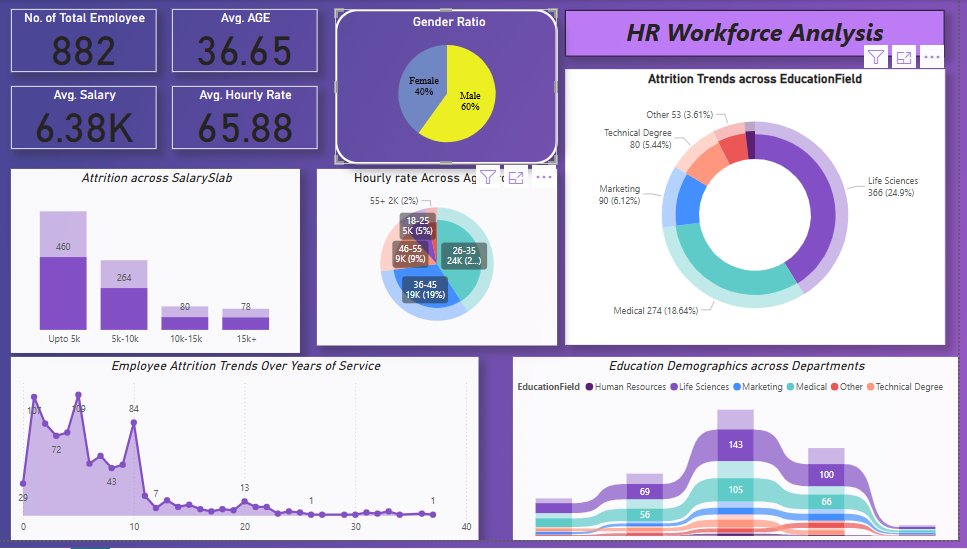 No. of Total Employee
882
Avg. AGE
36.65
Avg. Salary
6.38K
Avg. Hourly Rate
65.88
Gender Ratio
Female
40%
Male
60%
HR Workforce Analysis
Attrition across SalarySlab
460
264
80
78
Upto 5k
5k-10k
10k-15k
15k+
Hourly rate Across
55+ 2K (2%)
18-25
5K (5%)
46-55
9K (9%)
26-35
24K (2...)
36-45
19K (19%)
Attrition Trends across EducationField
Other 53 (3.61%)
Technical Degree
80 (5.44%)
Marketing
90 (6.12%)
Life Sciences
366 (24.9%)
Medical 274 (18.64%)
Employee Attrition Trends Over Years of Service
29
107
72
109
43
84
7
13
1
1
0
10
20
30
40
Education Demographics across Departments
EducationField
Human Resources
Life Sciences
Marketing
Medical
Other
Technical Degree
69
56
143
105
100
66